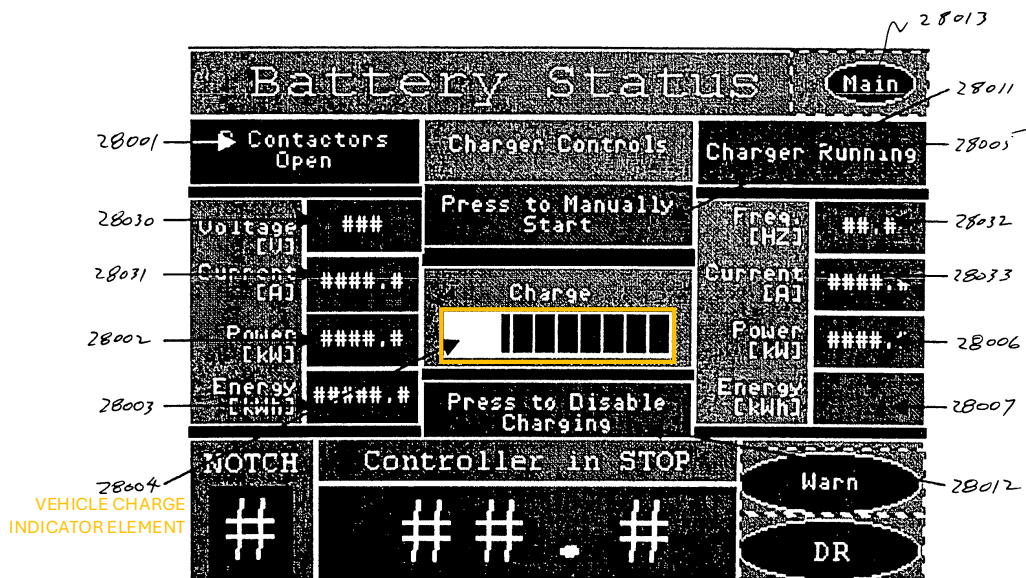 28013
Battery Status
Main
28011
28001
Contactors
Open
Charger Controls
Charger Running
28005
Press to Manually
Start
28030
Voltage
[V]
###
Freq.
[HZ]
##.#
28032
28031
Current
[A]
####.#
Charge
Current
[A]
####.#
28033
28002
Power
[kW]
####.#
Power
[kW]
####.#
28006
28003
Energy
[kWh]
#####.#
Press to Disable
Charging
Energy
[kWh]
28007
28004
NOTCH
Controller in STOP
Warn
28012
VEHICLE CHARGE
INDICATOR ELEMENT
#
##.#
DR